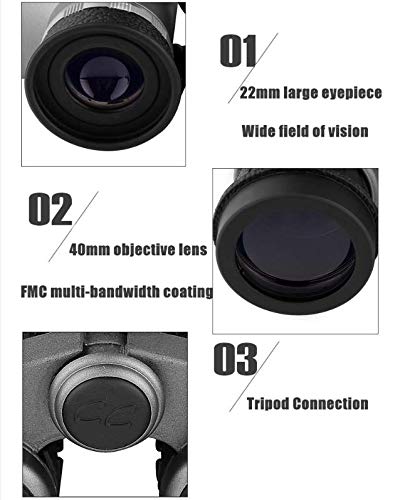 01
22mm large eyepiece
Wide field of vision
02
40mm objective lens
FMC multi-bandwidth coating
03
Tripod Connection